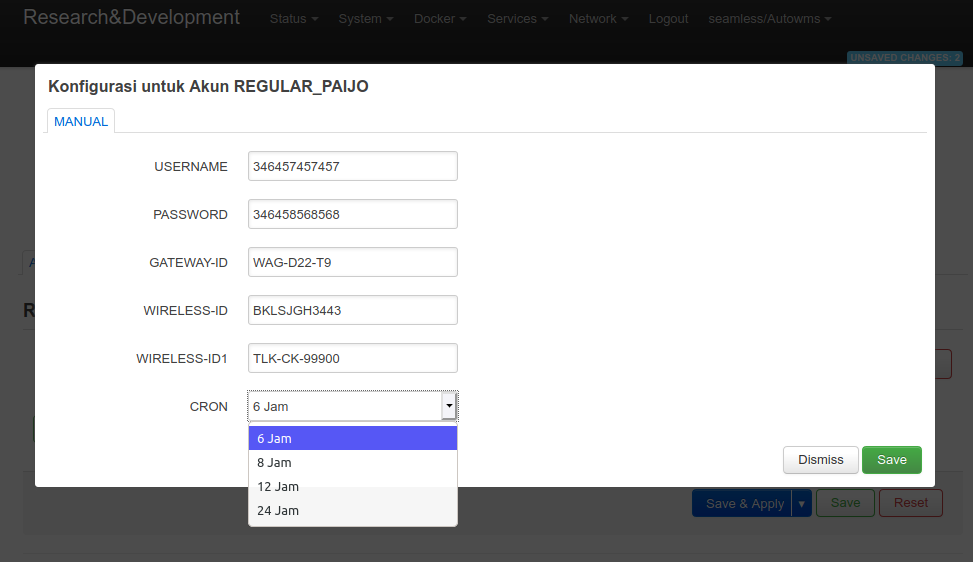 Research&Development Status System Docker Services Network Logout seamless/Autowms
UNSAVED CHANGES: 2
Konfigurasi untuk Akun REGULAR_PAIJO
MANUAL
USERNAME 346457457457
PASSWORD 346458568568
GATEWAY-ID WAG-D22-T9
WIRELESS-ID BKLSJGH3443
WIRELESS-ID1 TLK-CK-99900
CRON 6 Jam
6 Jam
8 Jam
12 Jam
24 Jam
Dismiss Save
Save & Apply Save Reset